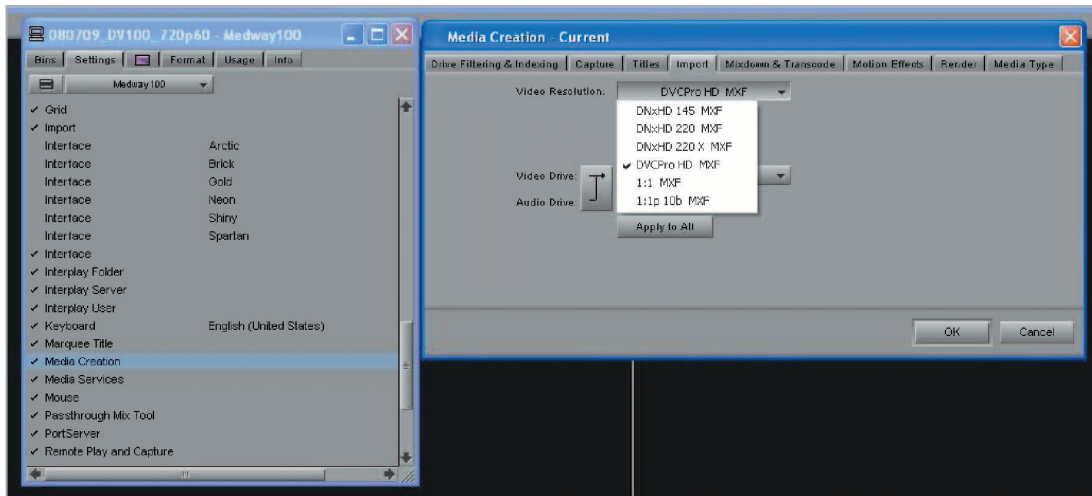 080709_DV100_720p60 - Medway100
Bins Settings Format Usage Info
Medway100
Grid
Import
Interface Arctic
Interface Brick
Interface Gold
Interface Neon
Interface Shiny
Interface Spartan
Interface
Interplay Folder
Interplay Server
Interplay User
Keyboard English (United States)
Marquee Title
Media Creation
Media Services
Mouse
Passthrough Mix Tool
PortServer
Remote Play and Capture
Media Creation - Current
Drive Filtering & Indexing Capture Titles Import Mixdown & Transcode Motion Effects Render Media Type
Video Resolution: DVCPro HD MXF
DNxHD 145 MXF
DNxHD 220 MXF
DNxHD 220 X MXF
DVCPro HD MXF
1:1 MXF
1:1p 10b MXF
Video Drive:
Audio Drive:
Apply to All
OK Cancel